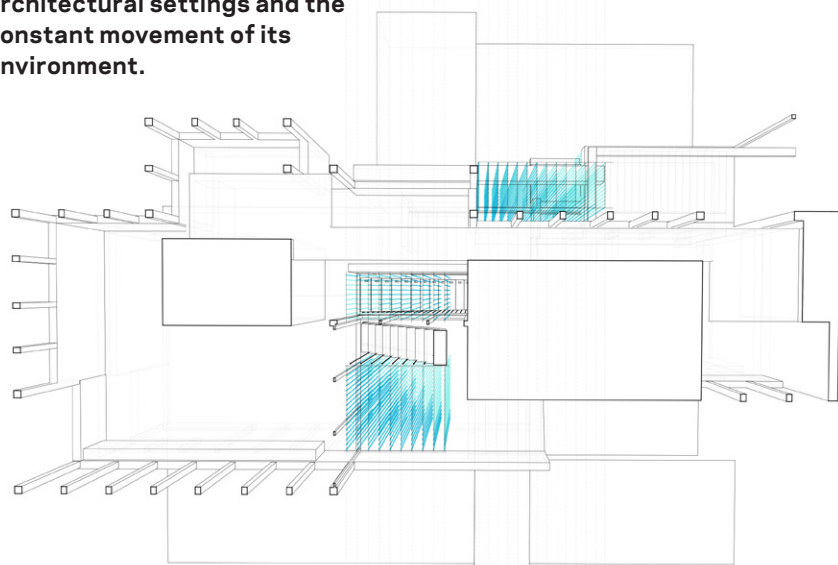 rchitectural settings and the
onstant movement of its
nvironment.